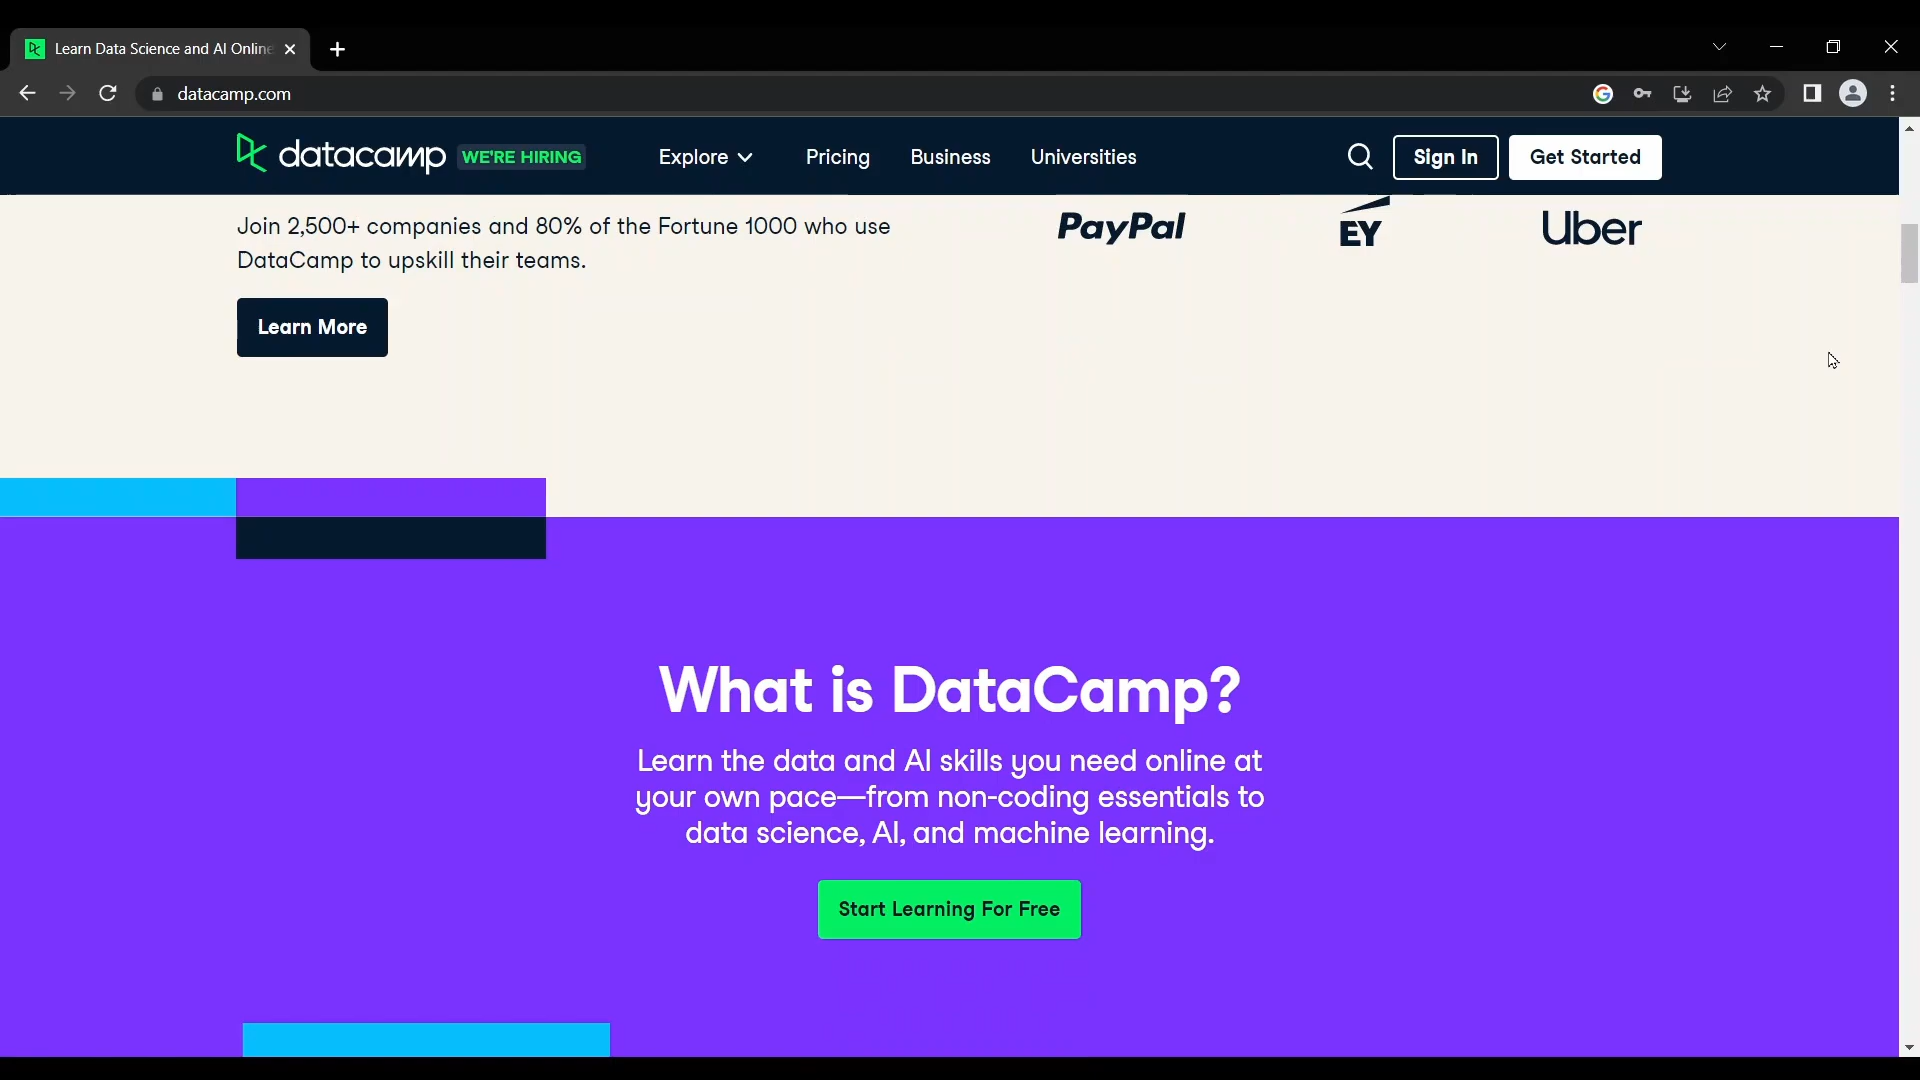 Learn Data Science and AI Online
datacamp.com
datacamp WE'RE HIRING Explore Pricing Business Universities Sign In Get Started
Join 2,500+ companies and 80% of the Fortune 1000 who use
DataCamp to upskill their teams.
PayPal EY Uber
Learn More
What is DataCamp?
Learn the data and AI skills you need online at
your own pace—from non-coding essentials to
data science, AI, and machine learning.
Start Learning For Free